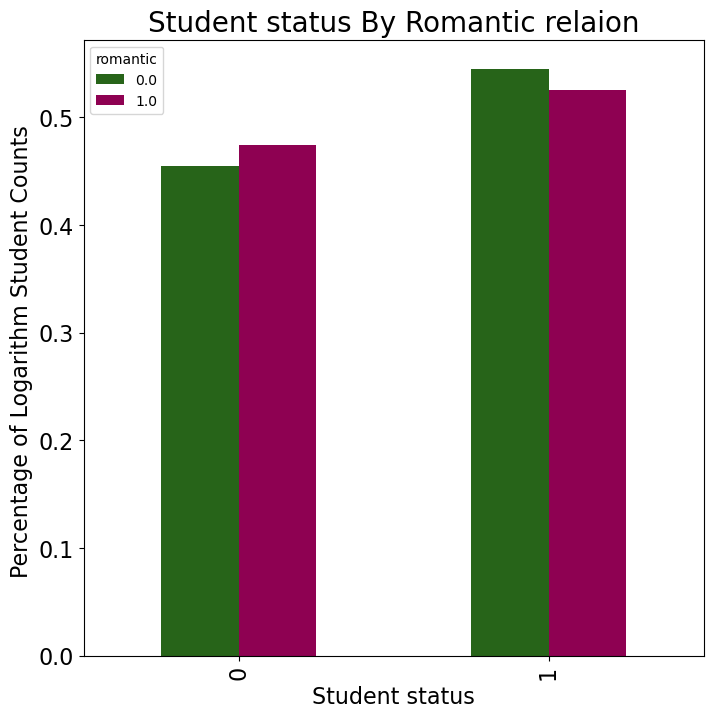 Student status By Romantic relaion
romantic
0.0
1.0
Percentage of Logarithm Student Counts
0.5
0.4
0.3
0.2
0.1
0.0
0
1
Student status